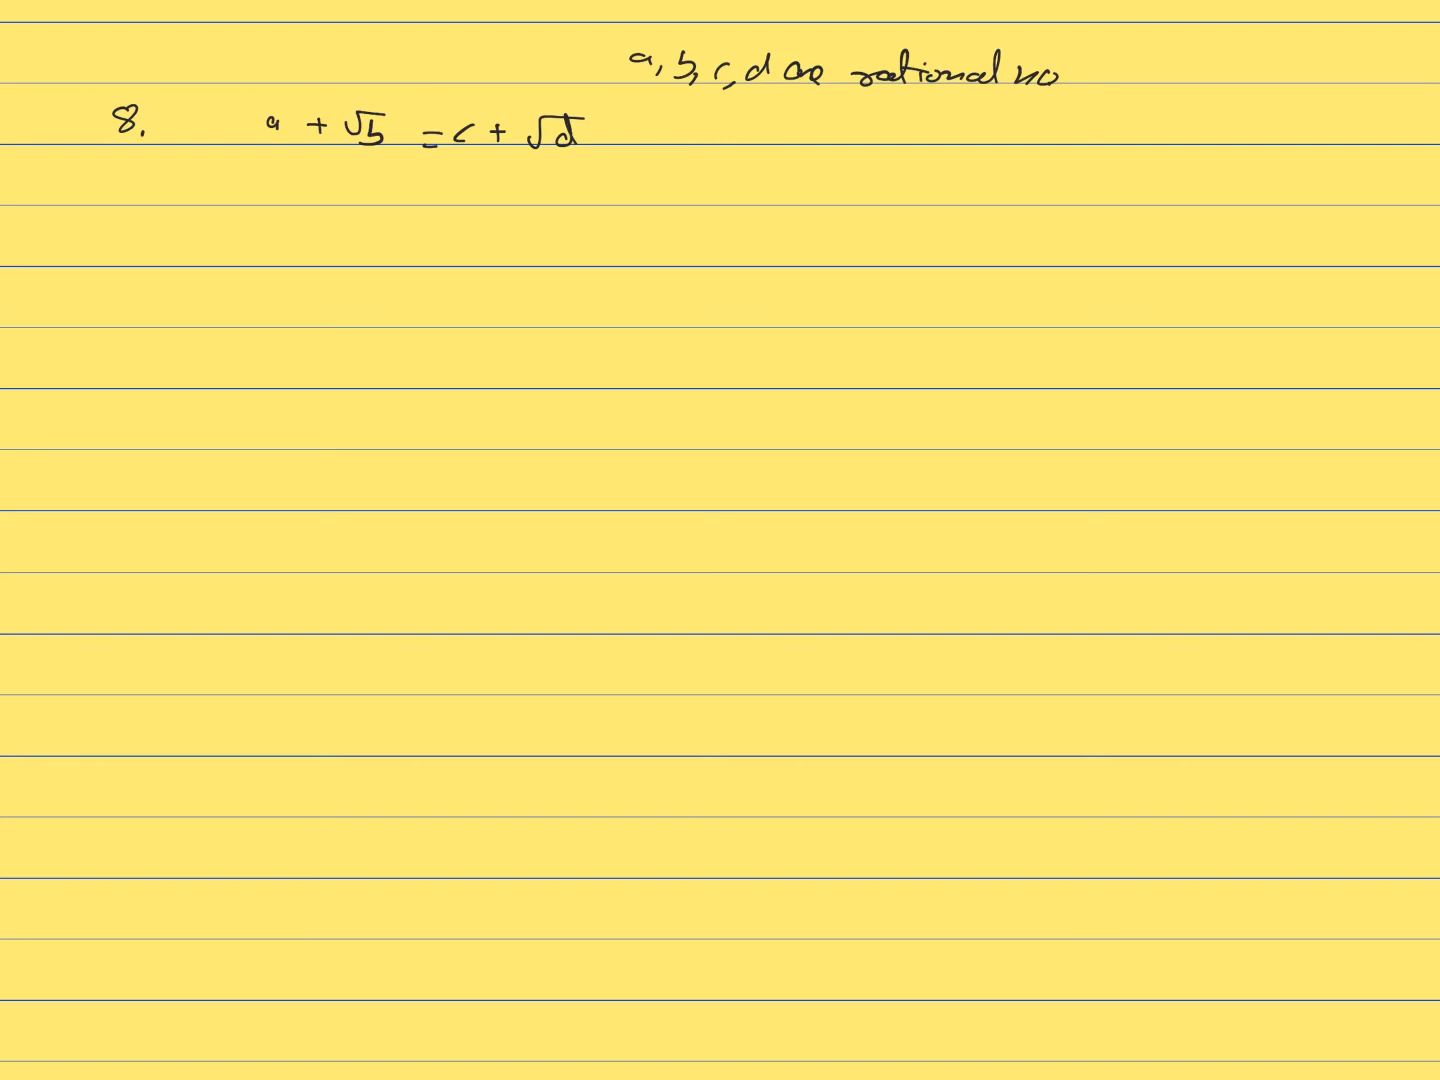 a, b, c, d are rational no
8. a + √b = c + √d